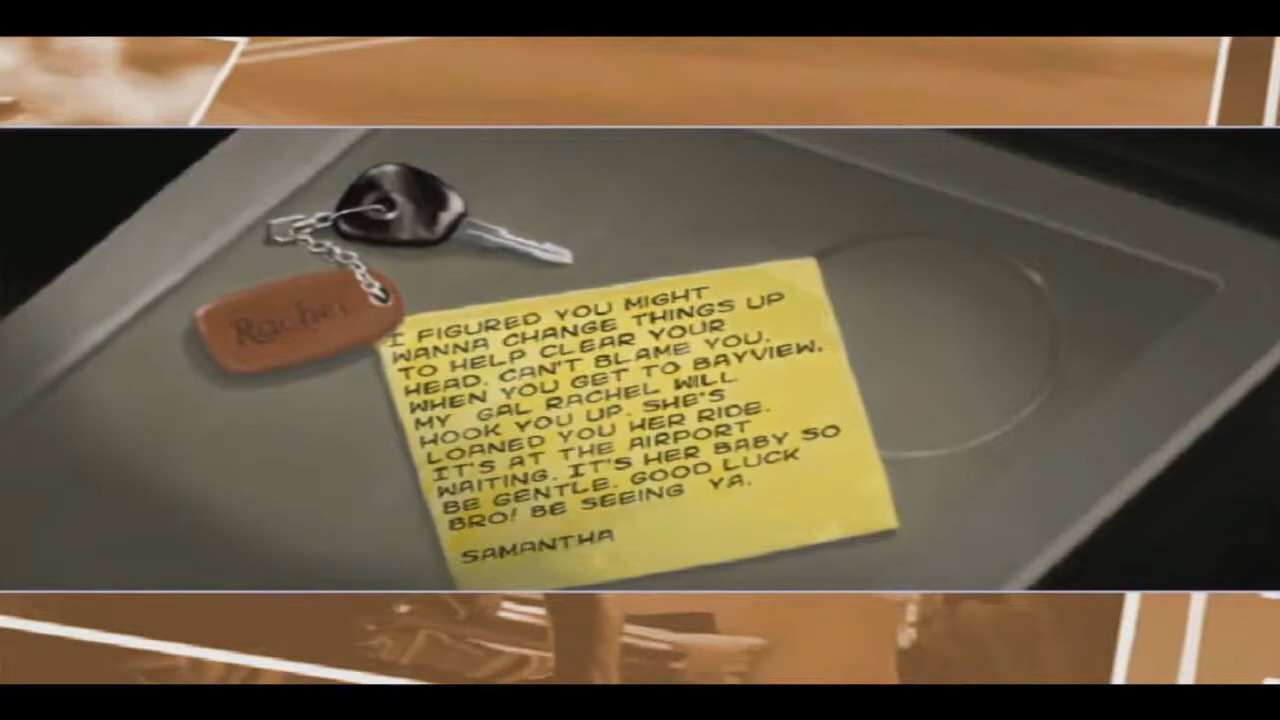 Rachel
I FIGURED YOU MIGHT
WANNA CHANGE THINGS UP
TO HELP CLEAR YOUR
HEAD. CAN'T BLAME YOU.
WHEN YOU GET TO BAYVIEW,
MY GAL RACHEL WILL
HOOK YOU UP. SHE'S
LOANED YOU HER RIDE.
IT'S AT THE AIRPORT
WAITING. IT'S HER BABY SO
BE GENTLE. GOOD LUCK
BRO! BE SEEING YA.
SAMANTHA